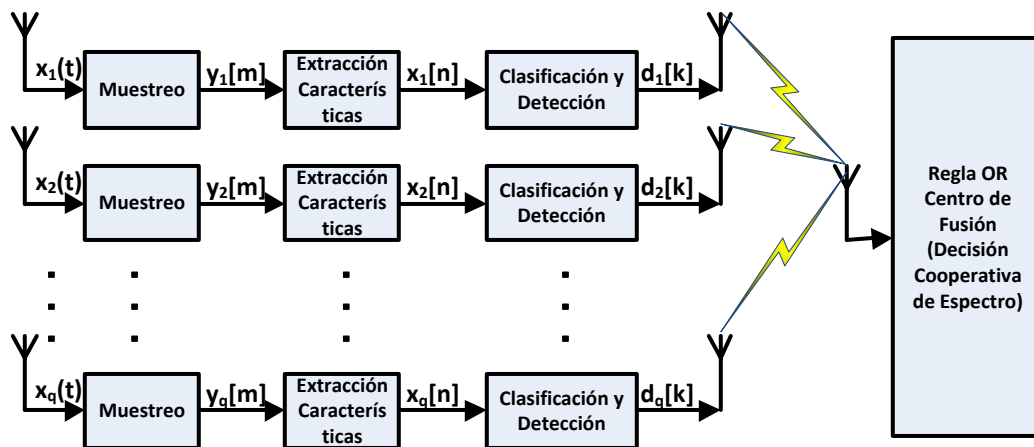 x1(t)
Muestreo
y1[m]
Extracción
Caracterís
ticas
x1[n]
Clasificación y
Detección
d1[k]
x2(t)
Muestreo
y2[m]
Extracción
Caracterís
ticas
x2[n]
Clasificación y
Detección
d2[k]
xq(t)
Muestreo
yq[m]
Extracción
Caracterís
ticas
xq[n]
Clasificación y
Detección
dq[k]
Regla OR
Centro de
Fusión
(Decisión
Cooperativa
de Espectro)